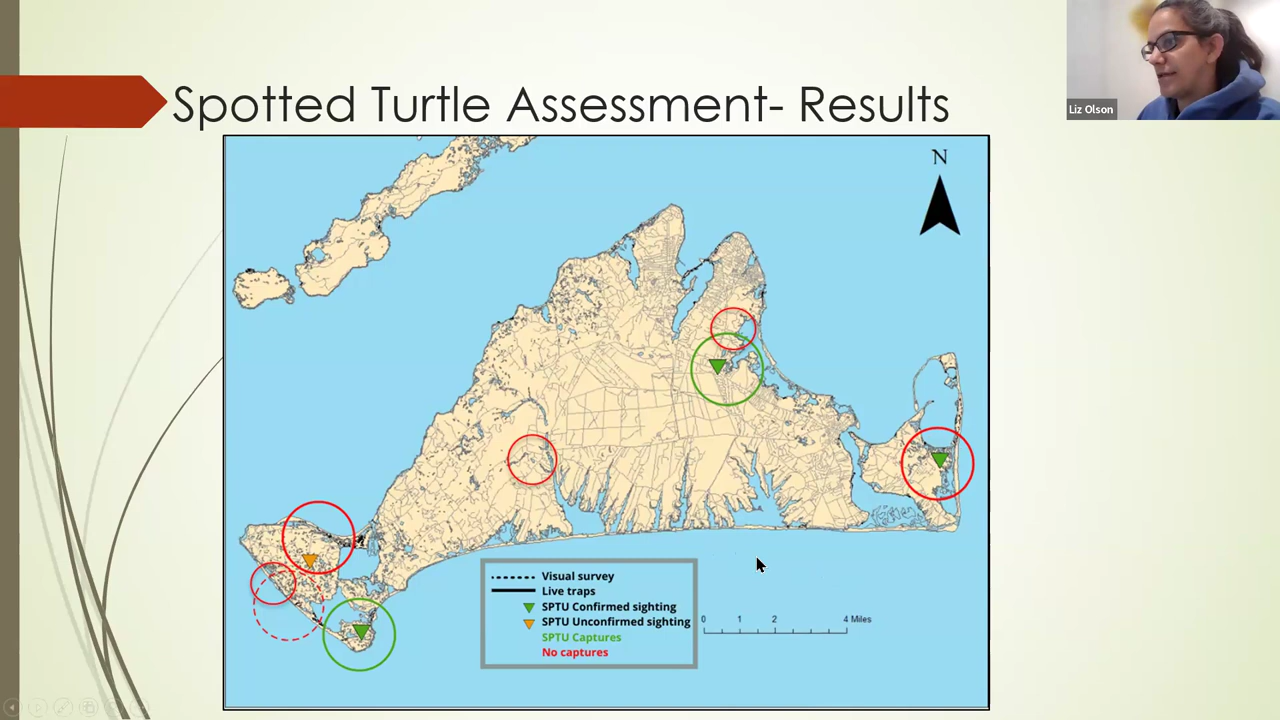 Spotted Turtle Assessment- Results
Liz Olson
N
Visual survey
Live traps
SPTU Confirmed sighting
SPTU Unconfirmed sighting
SPTU Captures
No captures
0 1 2 4 Miles